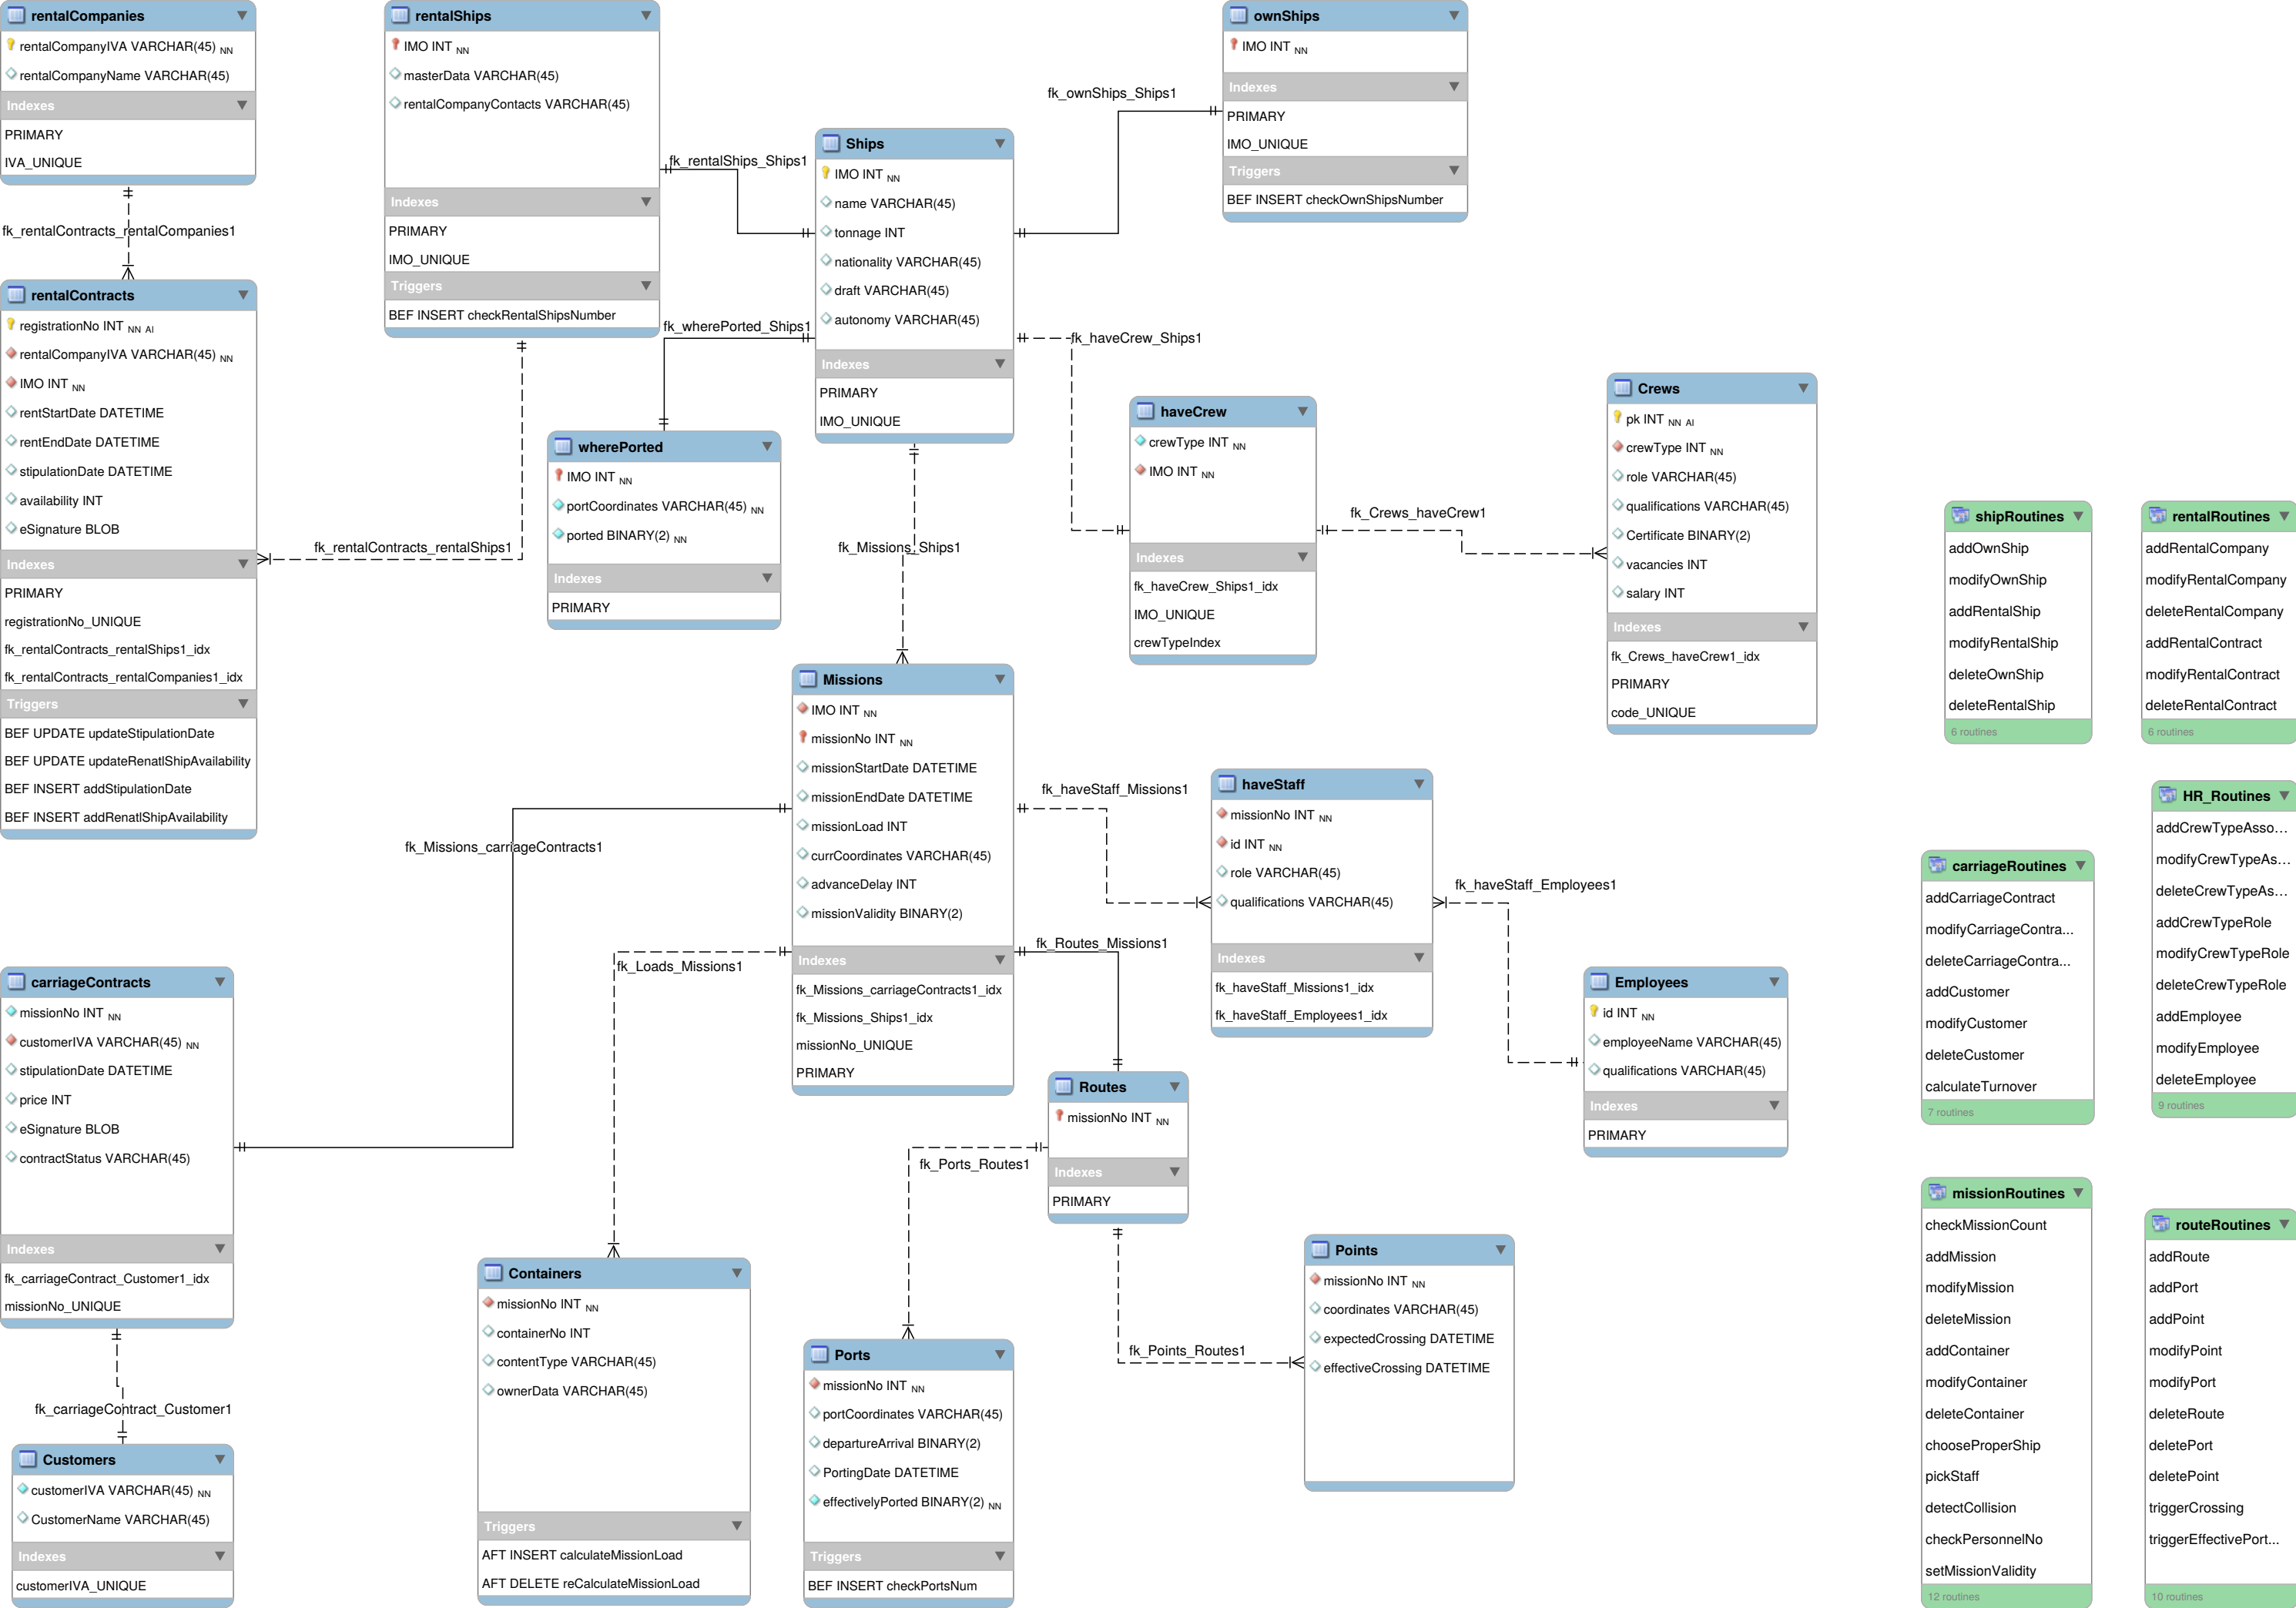 rentalCompanies
rentalCompanyIVA VARCHAR(45) NN
rentalCompanyName VARCHAR(45)
Indexes
PRIMARY
IVA_UNIQUE
fk_rentalContracts_rentalCompanies1
rentalContracts
registrationNo INT NN AI
rentalCompanyIVA VARCHAR(45) NN
IMO INT NN
rentStartDate DATETIME
rentEndDate DATETIME
stipulationDate DATETIME
availability INT
eSignature BLOB
Indexes
PRIMARY
registrationNo_UNIQUE
fk_rentalContracts_rentalShips1_idx
fk_rentalContracts_rentalCompanies1_idx
Triggers
BEF UPDATE updateStipulationDate
BEF UPDATE updateRenatlShipAvailability
BEF INSERT addStipulationDate
BEF INSERT addRenatlShipAvailability
rentalShips
IMO INT NN
masterData VARCHAR(45)
rentalCompanyContacts VARCHAR(45)
Indexes
PRIMARY
IMO_UNIQUE
Triggers
BEF INSERT checkRentalShipsNumber
fk_rentalShips_Ships1
fk_wherePorted_Ships1
fk_rentalContracts_rentalShips1
Ships
IMO INT NN
name VARCHAR(45)
tonnage INT
nationality VARCHAR(45)
draft VARCHAR(45)
autonomy VARCHAR(45)
Indexes
PRIMARY
IMO_UNIQUE
fk_ownShips_Ships1
ownShips
IMO INT NN
Indexes
PRIMARY
IMO_UNIQUE
Triggers
BEF INSERT checkOwnShipsNumber
wherePorted
IMO INT NN
portCoordinates VARCHAR(45) NN
ported BINARY(2) NN
Indexes
PRIMARY
fk_haveCrew_Ships1
fk_Missions_Ships1
haveCrew
crewType INT NN
IMO INT NN
Indexes
fk_haveCrew_Ships1_idx
IMO_UNIQUE
crewTypeIndex
fk_Crews_haveCrew1
Crews
pk INT NN AI
crewType INT NN
role VARCHAR(45)
qualifications VARCHAR(45)
Certificate BINARY(2)
vacancies INT
salary INT
Indexes
fk_Crews_haveCrew1_idx
PRIMARY
code_UNIQUE
shipRoutines
addOwnShip
modifyOwnShip
addRentalShip
modifyRentalShip
deleteOwnShip
deleteRentalShip
6 routines
rentalRoutines
addRentalCompany
modifyRentalCompany
deleteRentalCompany
addRentalContract
modifyRentalContract
deleteRentalContract
6 routines
Missions
IMO INT NN
missionNo INT NN
missionStartDate DATETIME
missionEndDate DATETIME
missionLoad INT
currCoordinates VARCHAR(45)
advanceDelay INT
missionValidity BINARY(2)
Indexes
fk_Missions_carriageContracts1_idx
fk_Missions_Ships1_idx
missionNo_UNIQUE
PRIMARY
fk_Missions_carriageContracts1
fk_Loads_Missions1
fk_haveStaff_Missions1
fk_Routes_Missions1
haveStaff
missionNo INT NN
id INT NN
role VARCHAR(45)
qualifications VARCHAR(45)
Indexes
fk_haveStaff_Missions1_idx
fk_haveStaff_Employees1_idx
fk_haveStaff_Employees1
Employees
id INT NN
employeeName VARCHAR(45)
qualifications VARCHAR(45)
Indexes
PRIMARY
HR_Routines
addCrewTypeAsso...
modifyCrewTypeAs...
deleteCrewTypeAs...
addCrewTypeRole
modifyCrewTypeRole
deleteCrewTypeRole
addEmployee
modifyEmployee
deleteEmployee
9 routines
carriageRoutines
addCarriageContract
modifyCarriageContra...
deleteCarriageContra...
addCustomer
modifyCustomer
deleteCustomer
calculateTurnover
7 routines
carriageContracts
missionNo INT NN
customerIVA VARCHAR(45) NN
stipulationDate DATETIME
price INT
eSignature BLOB
contractStatus VARCHAR(45)
Indexes
fk_carriageContract_Customer1_idx
missionNo_UNIQUE
fk_carriageContract_Customer1
Customers
customerIVA VARCHAR(45) NN
CustomerName VARCHAR(45)
Indexes
customerIVA_UNIQUE
Containers
missionNo INT NN
containerNo INT
contentType VARCHAR(45)
ownerData VARCHAR(45)
Triggers
AFT INSERT calculateMissionLoad
AFT DELETE reCalculateMissionLoad
Routes
missionNo INT NN
Indexes
PRIMARY
fk_Ports_Routes1
fk_Points_Routes1
Ports
missionNo INT NN
portCoordinates VARCHAR(45)
departureArrival BINARY(2)
PortingDate DATETIME
effectivelyPorted BINARY(2) NN
Triggers
BEF INSERT checkPortsNum
Points
missionNo INT NN
coordinates VARCHAR(45)
expectedCrossing DATETIME
effectiveCrossing DATETIME
missionRoutines
checkMissionCount
addMission
modifyMission
deleteMission
addContainer
modifyContainer
deleteContainer
chooseProperShip
pickStaff
detectCollision
checkPersonnelNo
setMissionValidity
12 routines
routeRoutines
addRoute
addPort
addPoint
modifyPoint
modifyPort
deleteRoute
deletePort
deletePoint
triggerCrossing
triggerEffectivePort...
10 routines